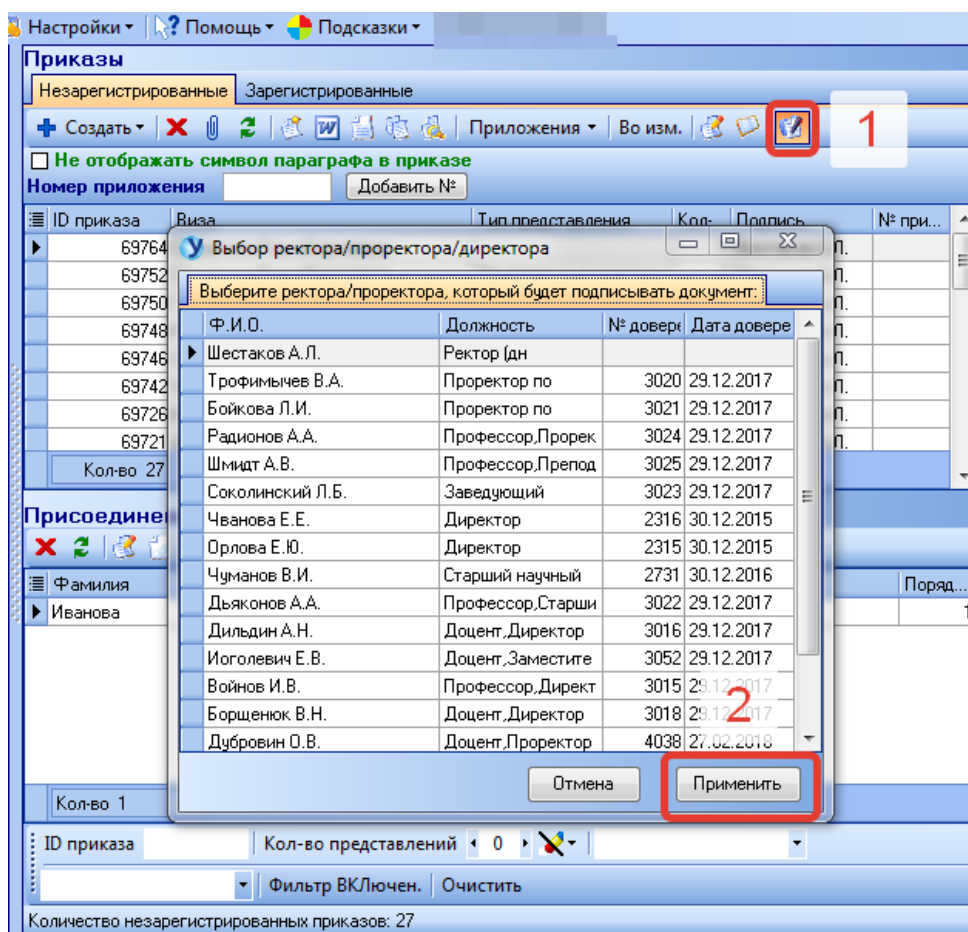 Настройки Помощь Подсказки
Приказы
Незарегистрированные Зарегистрированные
Создать Приложения Во изм. 1
Не отображать символ параграфа в приказе
Номер приложения Добавить №
ID приказа Виза Тип представления Кол- Подпись № при...
69764 Выбор ректора/проректора/директора П.
69752
69750 Выберите ректора/проректора, который будет подписывать документ: П.
69748 Ф.И.О. Должность № довере Дата довере П.
69746 Шестаков А.Л. Ректор (дн П.
69742 Трофимычев В.А. Проректор по 3020 29.12.2017 П.
69726 Бойкова Л.И. Проректор по 3021 29.12.2017 П.
69721 Радионов А.А. Профессор,Прорек 3024 29.12.2017 П.
Кол-во 27 Шмидт А.В. Профессор,Препод 3025 29.12.2017
Соколинский Л.Б. Заведующий 3023 29.12.2017
Присоедине Чванова Е.Е. Директор 2316 30.12.2015
Орлова Е.Ю. Директор 2315 30.12.2015
Фамилия Чуманов В.И. Старший научный 2731 30.12.2016 Поряд...
Иванова Дьяконов А.А. Профессор,Старши 3022 29.12.2017 1
Дильдин А.Н. Доцент,Директор 3016 29.12.2017
Иоголевич Е.В. Доцент,Заместите 3052 29.12.2017
Войнов И.В. Профессор,Директ 3015 29.12.2017
2
Борщенюк В.Н. Доцент,Директор 3018 29.12.2017
Дубровин О.В. Доцент,Проректор 4038 27.02.2018
Отмена Применить
Кол-во 1
ID приказа Кол-во представлений 0
Фильтр ВКЛючен. Очистить
Количество незарегистрированных приказов: 27